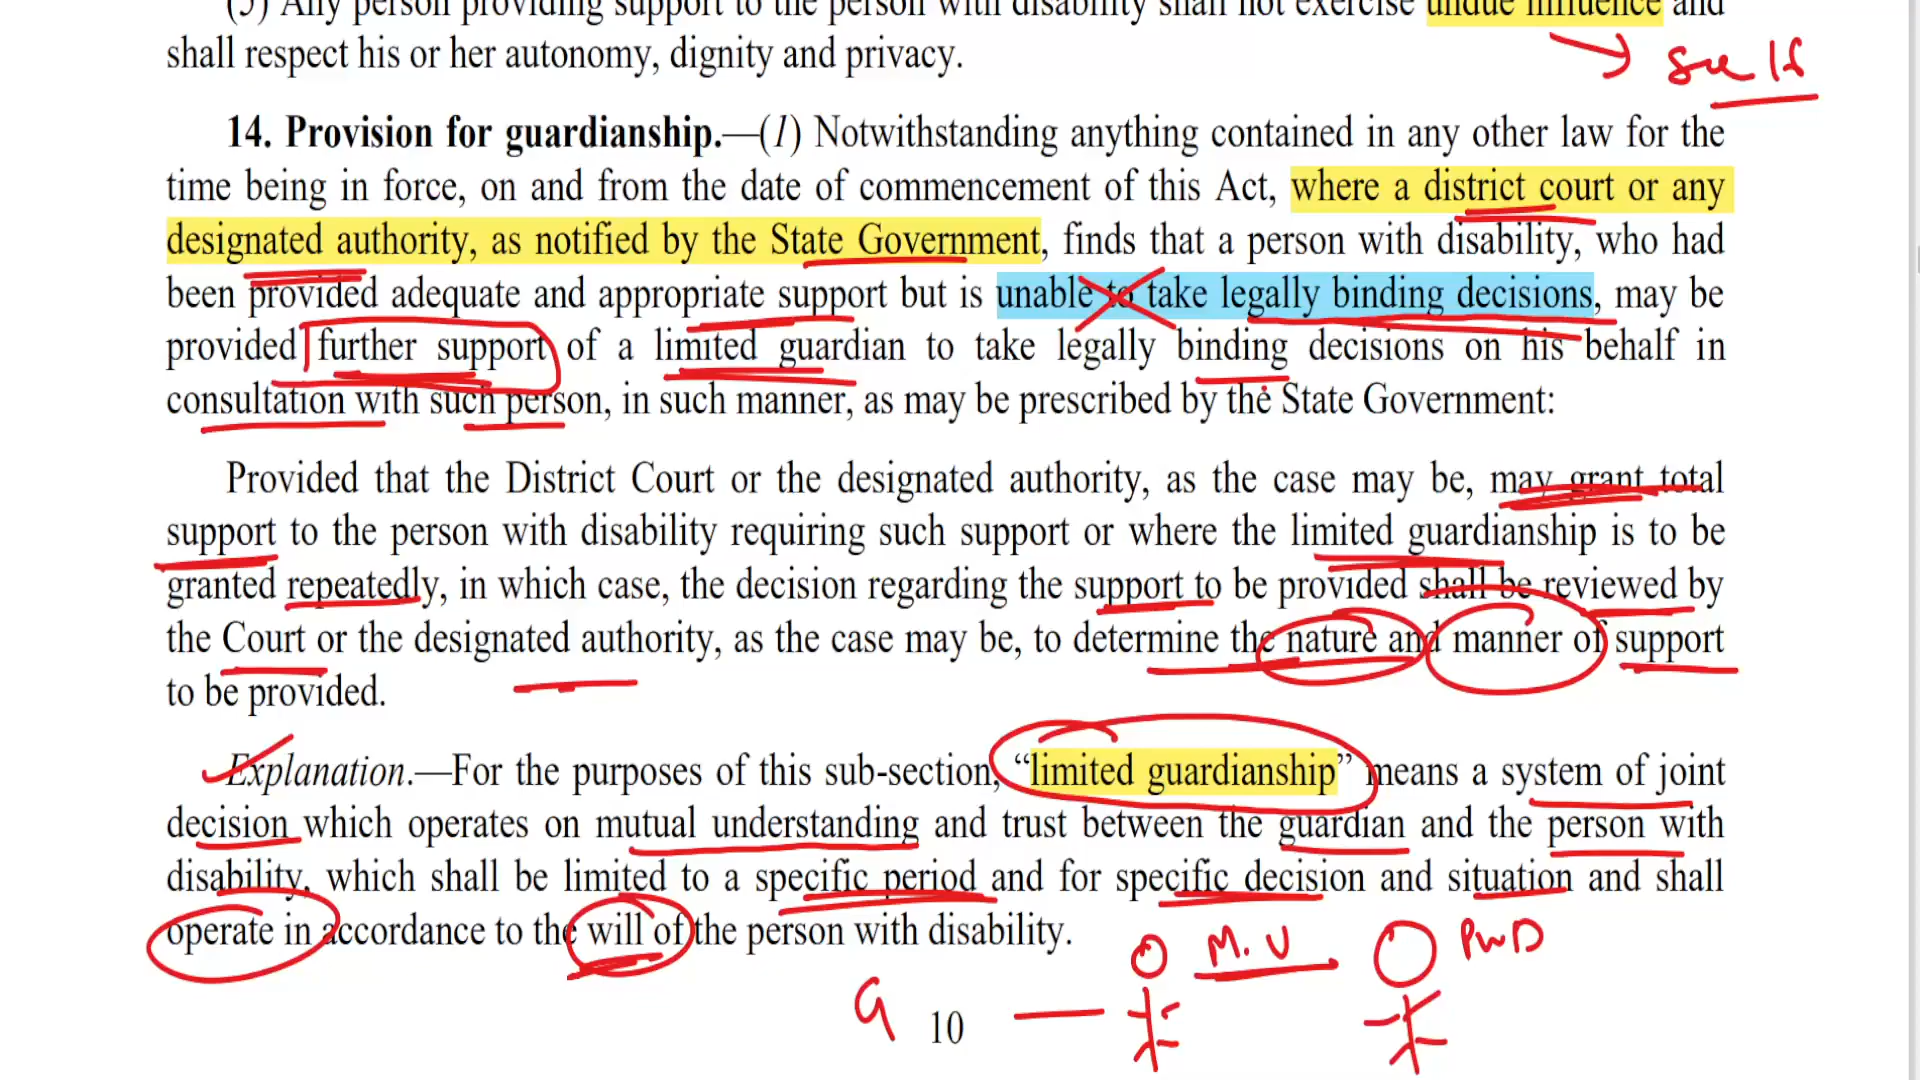 (5) Any person providing support to the person with disability shall not exercise undue influence and
shall respect his or her autonomy, dignity and privacy.
14. Provision for guardianship.—(1) Notwithstanding anything contained in any other law for the
time being in force, on and from the date of commencement of this Act, where a district court or any
designated authority, as notified by the State Government, finds that a person with disability, who had
been provided adequate and appropriate support but is unable to take legally binding decisions, may be
provided further support of a limited guardian to take legally binding decisions on his behalf in
consultation with such person, in such manner, as may be prescribed by the State Government:
Provided that the District Court or the designated authority, as the case may be, may grant total
support to the person with disability requiring such support or where the limited guardianship is to be
granted repeatedly, in which case, the decision regarding the support to be provided shall be reviewed by
the Court or the designated authority, as the case may be, to determine the nature and manner of support
to be provided.
Explanation.—For the purposes of this sub-section, “limited guardianship” means a system of joint
decision which operates on mutual understanding and trust between the guardian and the person with
disability, which shall be limited to a specific period and for specific decision and situation and shall
operate in accordance to the will of the person with disability.
M.U PwD
G
10